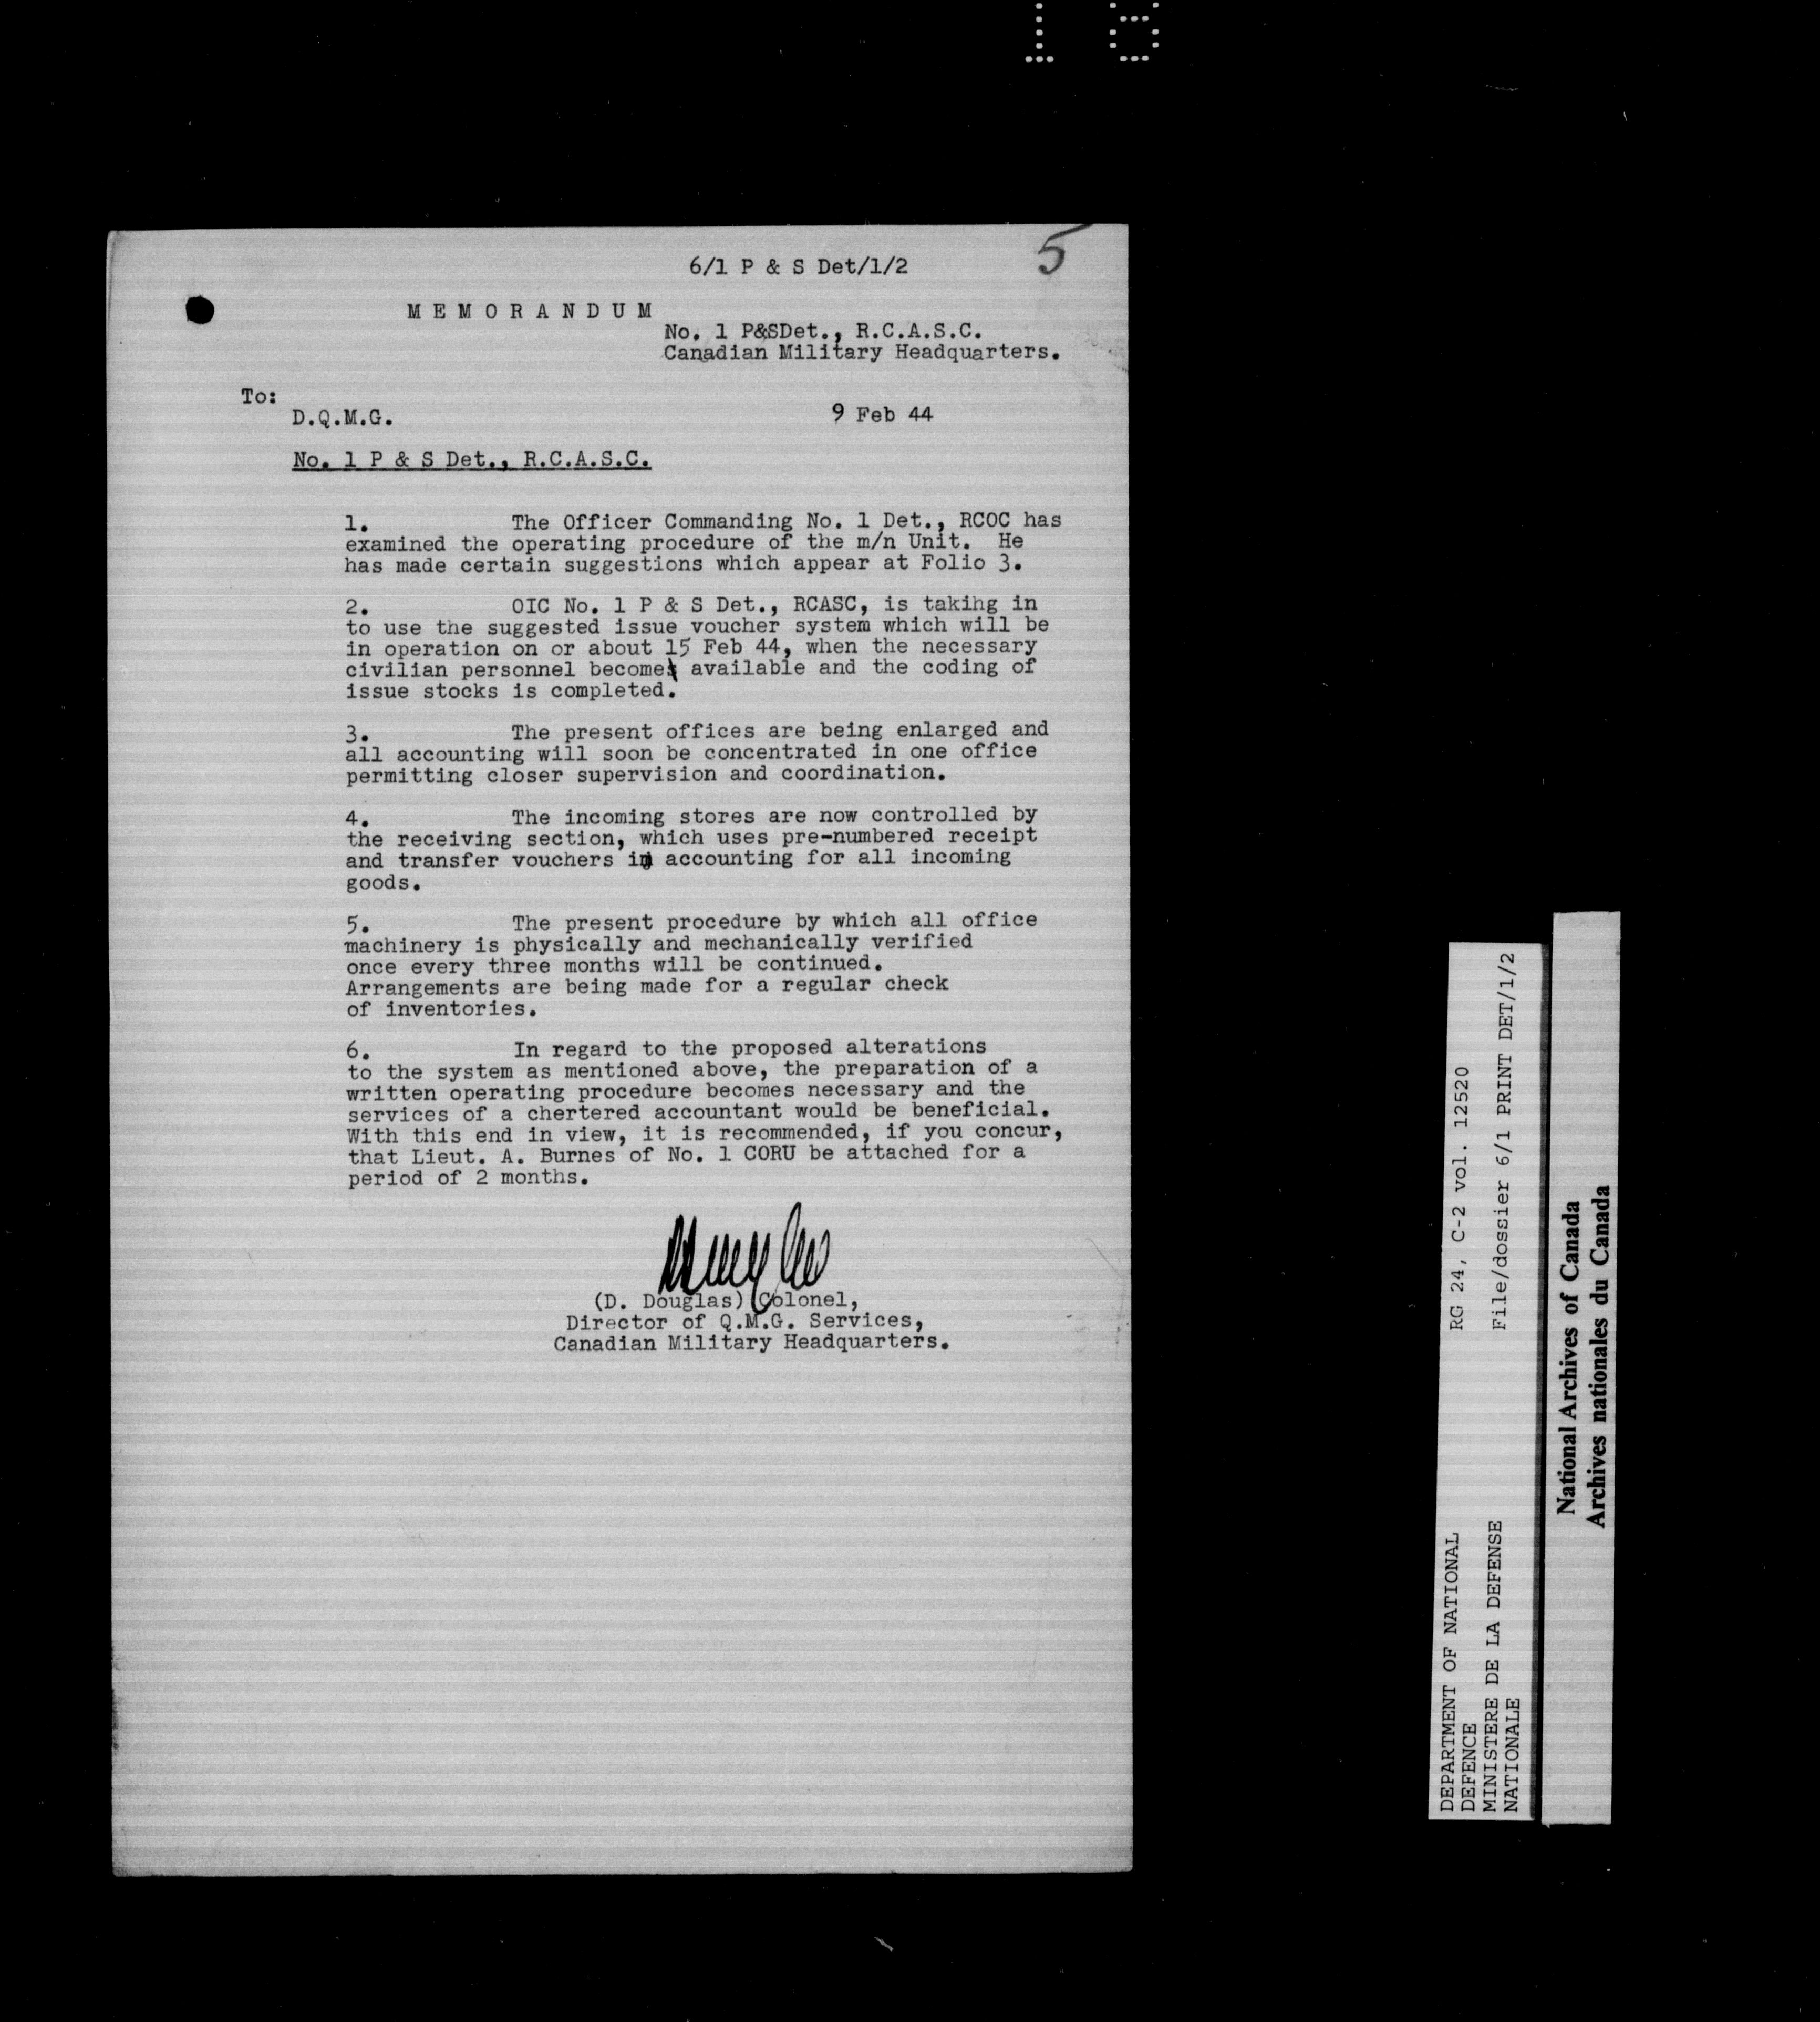 6/1 P & S Det/1/2
5
M E M O R A N D U M
No. 1 P&SDet., R.C.A.S.C.
Canadian Military Headquarters.
To:
D.Q.M.G.
9 Feb 44
No. 1 P & S Det., R.C.A.S.C.
1. The Officer Commanding No. 1 Det., RCOC has
examined the operating procedure of the m/n Unit. He
has made certain suggestions which appear at Folio 3.
2. OIC No. 1 P & S Det., RCASC, is takihg in
to use the suggested issue voucher system which will be
in operation on or about 15 Feb 44, when the necessary
civilian personnel become available and the coding of
issue stocks is completed.
3. The present offices are being enlarged and
all accounting will soon be concentrated in one office
permitting closer supervision and coordination.
4. The incoming stores are now controlled by
the receiving section, which uses pre-numbered receipt
and transfer vouchers in accounting for all incoming
goods.
5. The present procedure by which all office
machinery is physically and mechanically verified
once every three months will be continued.
Arrangements are being made for a regular check
of inventories.
6. In regard to the proposed alterations
to the system as mentioned above, the preparation of a
written operating procedure becomes necessary and the
services of a chertered accountant would be beneficial.
With this end in view, it is recommended, if you concur,
that Lieut. A. Burnes of No. 1 CORU be attached for a
period of 2 months.
(D. Douglas) Colonel,
Director of Q.M.G. Services,
Canadian Military Headquarters.
DEPARTMENT OF NATIONAL
DEFENCE
MINISTERE DE LA DEFENSE
NATIONALE
RG 24, C-2 vol. 12520
File/dossier 6/1 PRINT DET/1/2
National Archives of Canada
Archives nationales du Canada